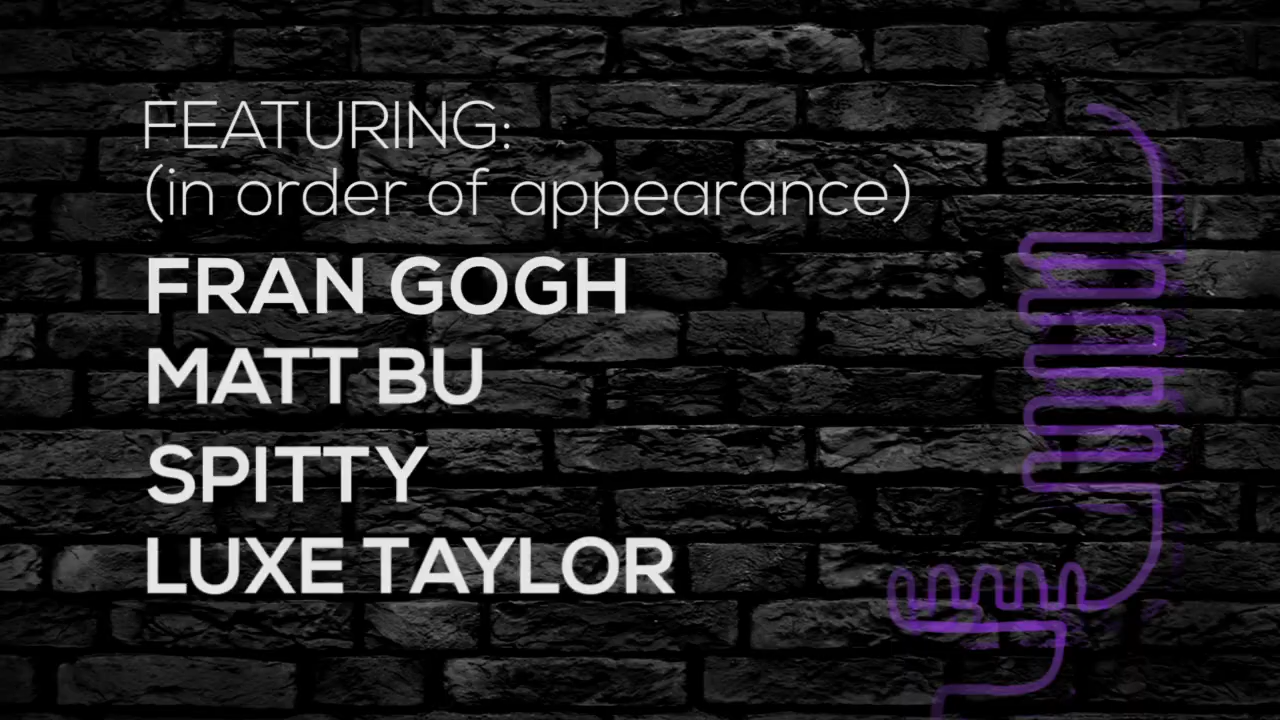 FEATURING:
(in order of appearance)
FRAN GOGH
MATT BU
SPITTY
LUXE TAYLOR